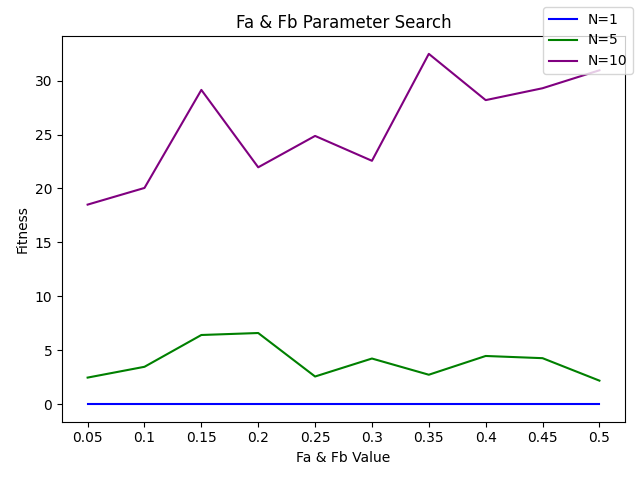 Fa & Fb Parameter Search
N=1
N=5
N=10
Fitness
30
25
20
15
10
5
0
0.05 0.1 0.15 0.2 0.25 0.3 0.35 0.4 0.45 0.5
Fa & Fb Value